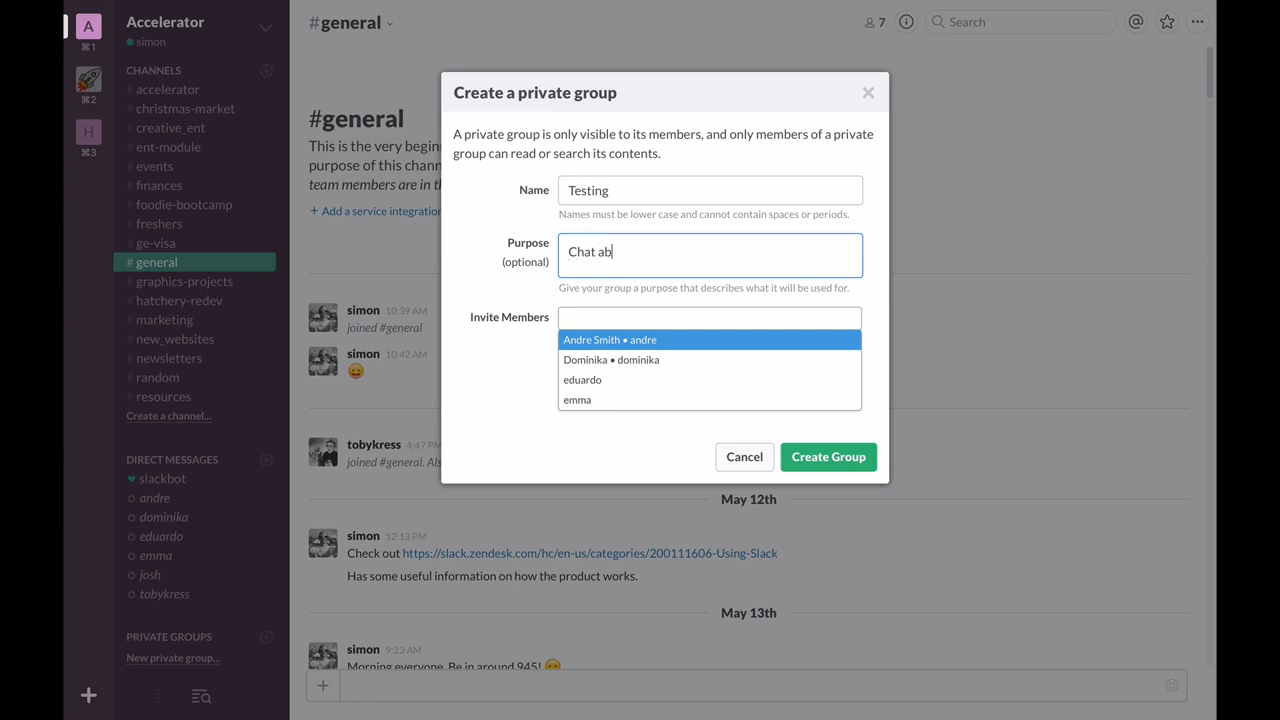 A
⌘1
⌘2
H
⌘3
Accelerator
simon
CHANNELS
# accelerator
# christmas-market
# creative_ent
# ent-module
# events
# finances
# foodie-bootcamp
# freshers
# ge-visa
# general
# graphics-projects
# hatchery-redev
# marketing
# new_websites
# newsletters
# random
# resources
Create a channel...
DIRECT MESSAGES
slackbot
andre
dominika
eduardo
emma
josh
tobykress
PRIVATE GROUPS
New private group...
#general
7
Search
#general
This is the very begin
purpose of this chann
team members are in th
+ Add a service integration
simon 10:39 AM
joined #general
simon 10:42 AM
tobykress 4:47 PM
joined #general. Als
May 12th
simon 12:13 PM
Check out https://slack.zendesk.com/hc/en-us/categories/200111606-Using-Slack
Has some useful information on how the product works.
May 13th
simon 9:23 AM
Morning everyone. Be in around 945!
Create a private group
A private group is only visible to its members, and only members of a private
group can read or search its contents.
Name Testing
Names must be lower case and cannot contain spaces or periods.
Purpose
(optional)
Chat ab
Give your group a purpose that describes what it will be used for.
Invite Members
Andre Smith • andre
Dominika • dominika
eduardo
emma
Cancel
Create Group